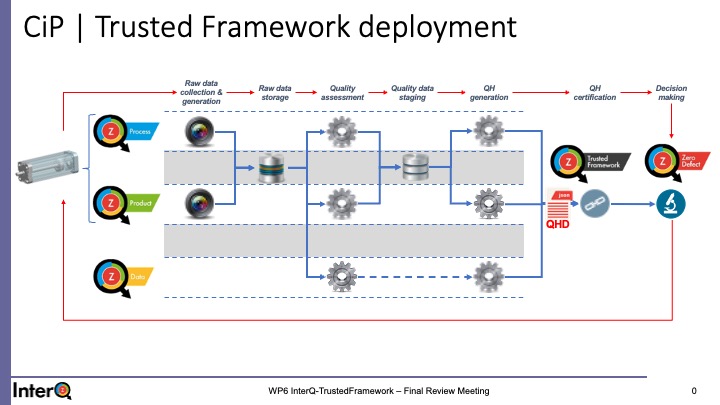 CiP | Trusted Framework deployment
Raw data
collection &
generation
Raw data
storage
Quality
assessment
Quality data
staging
QH
generation
QH
certification
Decision
making
Z
Process
Z
Trusted
Framework
Z
Zero
Defect
Z
Product
json
QHD
Z
Data
InterQ
WP6 InterQ-TrustedFramework – Final Review Meeting
0